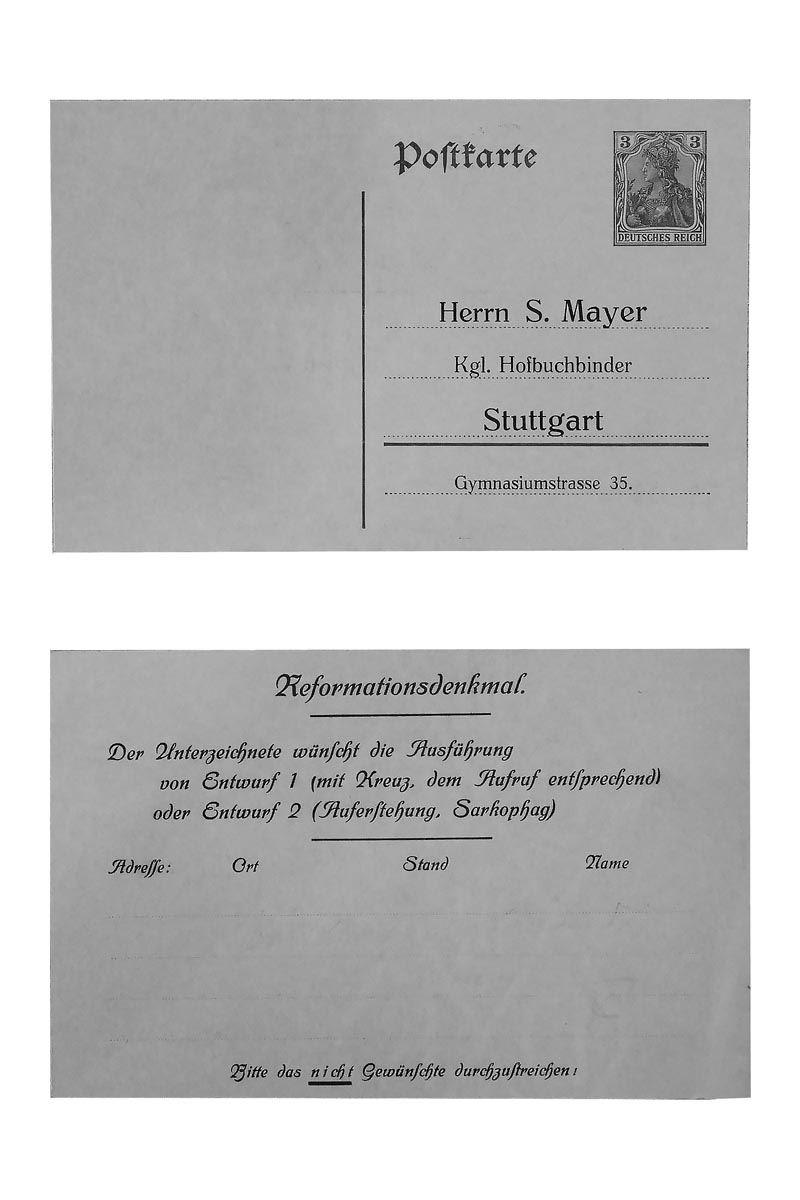 Postkarte
3 3
DEUTSCHES REICH
Herrn S. Mayer
Kgl. Hofbuchbinder
Stuttgart
Gymnasiumstrasse 35.
Reformationsdenkmal.
Der Unterzeichnete wünscht die Ausführung
von Entwurf 1 (mit Kreuz, dem Aufruf entsprechend)
oder Entwurf 2 (Auferstehung, Sarkophag)
Adresse: Ort Stand Name
Bitte das nicht Gewünschte durchzustreichen!